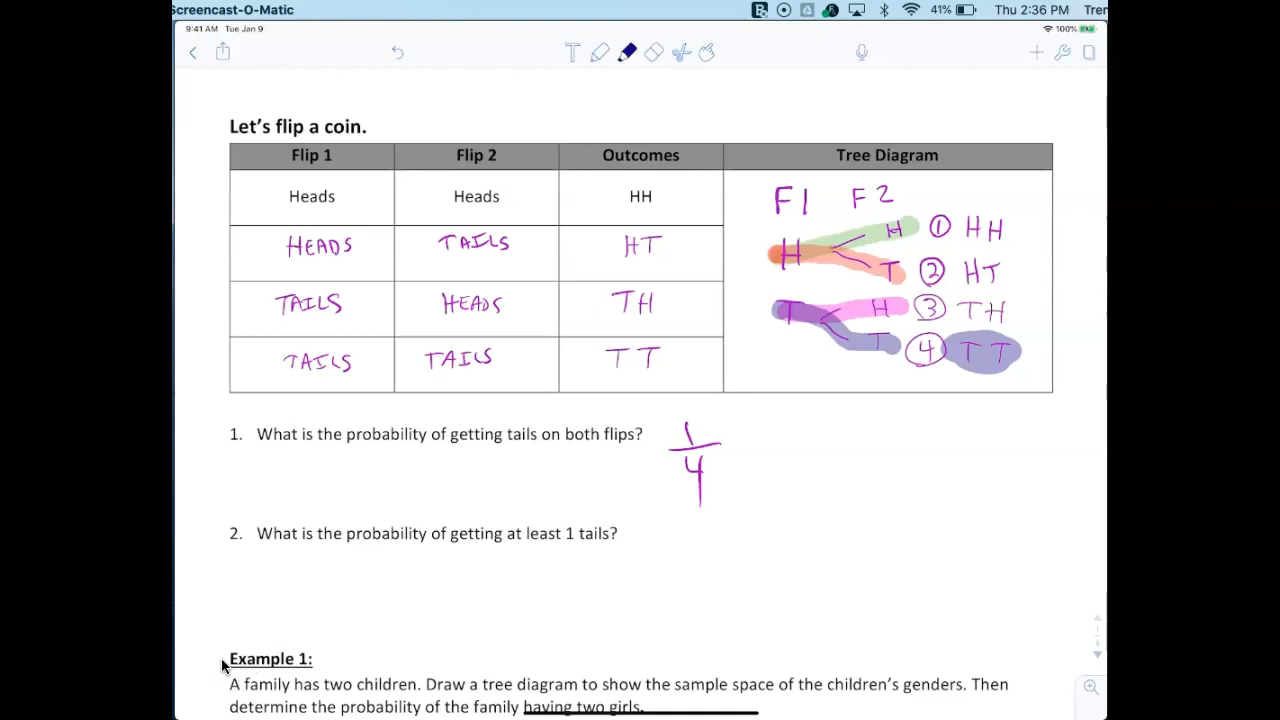 Screencast-O-Matic 41% Thu 2:36 PM Tren
9:41 AM Tue Jan 9 100%
Let's flip a coin.
Flip 1 Flip 2 Outcomes Tree Diagram
Heads Heads HH
HEADS TAILS HT
TAILS HEADS TH
TAILS TAILS TT
F1 F2
H H ① HH
T ② HT
T H ③ TH
T ④ TT
1. What is the probability of getting tails on both flips? 1/4
2. What is the probability of getting at least 1 tails?
Example 1:
A family has two children. Draw a tree diagram to show the sample space of the children's genders. Then
determine the probability of the family having two girls.